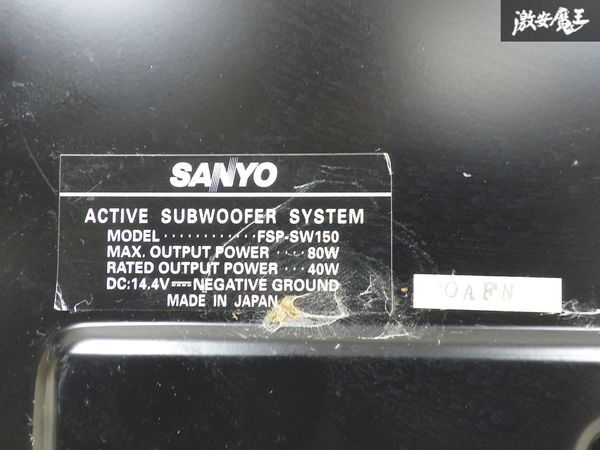 激安魔王
SANYO
ACTIVE SUBWOOFER SYSTEM
MODEL ············ FSP-SW150
MAX. OUTPUT POWER ···· 80W
RATED OUTPUT POWER ···· 40W
DC:14.4V⎓NEGATIVE GROUND
MADE IN JAPAN
OAFN